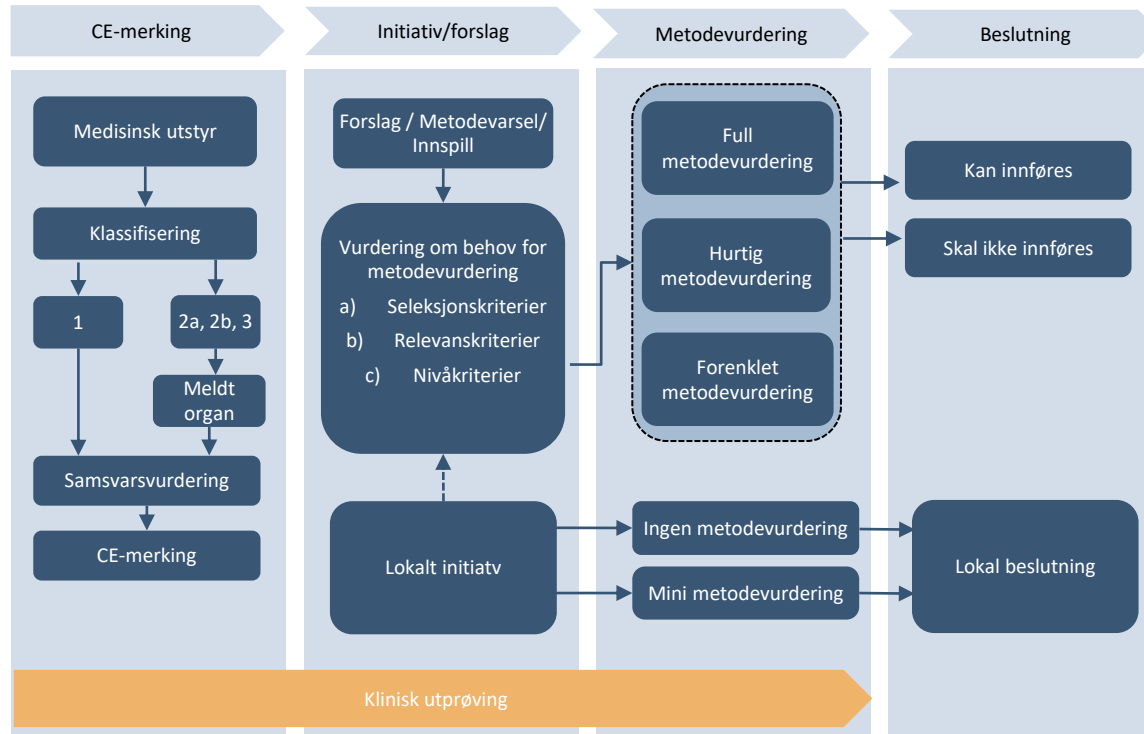 CE-merking
Initiativ/forslag
Metodevurdering
Beslutning
Medisinsk utstyr
Klassifisering
1
2a, 2b, 3
Meldt
organ
Samsvarsvurdering
CE-merking
Forslag / Metodevarsel/
Innspill
Vurdering om behov for
metodevurdering
a) Seleksjonskriterier
b) Relevanskriterier
c) Nivåkriterier
Lokalt initatv
Full
metodevurdering
Hurtig
metodevurdering
Forenklet
metodevurdering
Ingen metodevurdering
Mini metodevurdering
Kan innføres
Skal ikke innføres
Lokal beslutning
Klinisk utprøving